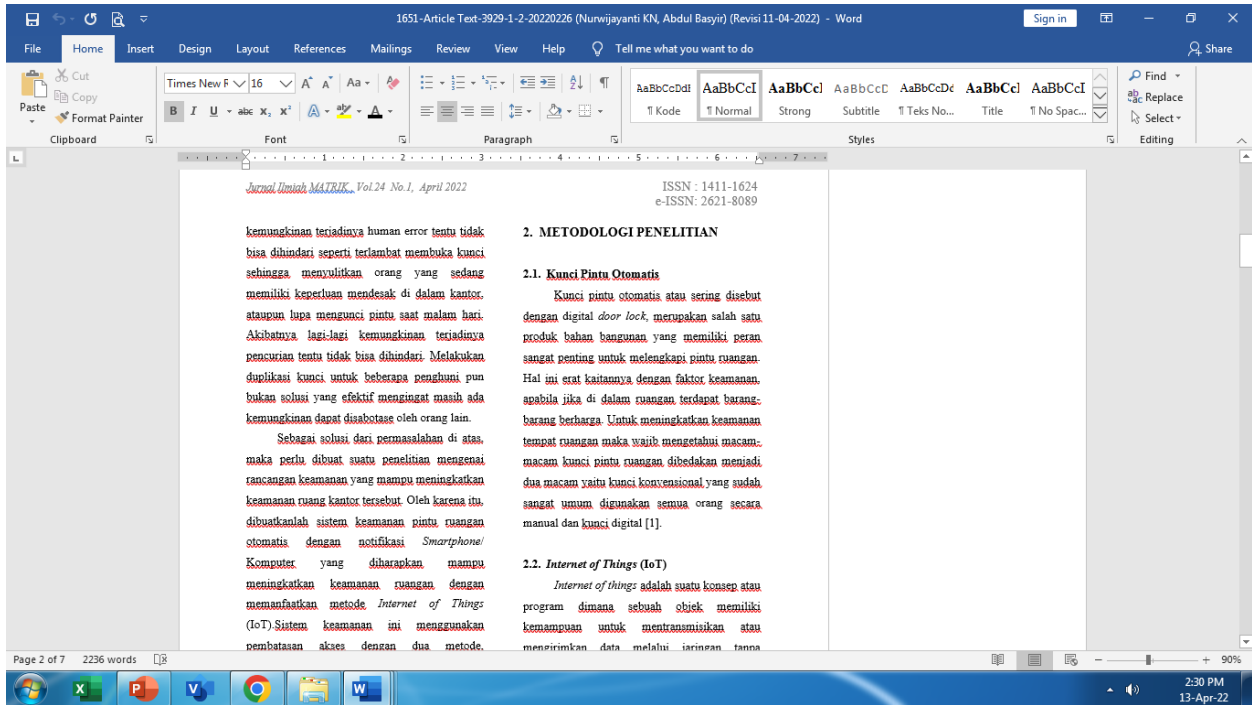 1651-Article Text-3929-1-2-20220226 (Nurwijayanti KN, Abdul Basyir) (Revisi 11-04-2022) - Word
Sign in
File Home Insert Design Layout References Mailings Review View Help Tell me what you want to do
Share
Paste
Cut
Copy
Format Painter
Clipboard
Times New F 16
B I U abc X₂ X²
Font
Paragraph
AaBbCcDdI AaBbCcI AaBbCcI AaBbCcD AaBbCcDd AaBbCcI AaBbCcI
¶ Kode ¶ Normal Strong Subtitle ¶ Teks No... Title ¶ No Spac...
Styles
Find
Replace
Select
Editing
1 2 3 4 5 6 7
Jurnal Ilmiah MATRIK, Vol.24 No.1, April 2022
ISSN : 1411-1624
e-ISSN: 2621-8089
kemungkinan terjadinya human error tentu tidak
bisa dihindari seperti terlambat membuka kunci
sehingga menyulitkan orang yang sedang
memiliki keperluan mendesak di dalam kantor,
ataupun lupa mengunci pintu saat malam hari.
Akibatnya lagi-lagi kemungkinan terjadinya
pencurian tentu tidak bisa dihindari. Melakukan
duplikasi kunci untuk beberapa penghuni pun
bukan solusi yang efektif mengingat masih ada
kemungkinan dapat disabotase oleh orang lain.
Sebagai solusi dari permasalahan di atas,
maka perlu dibuat suatu penelitian mengenai
rancangan keamanan yang mampu meningkatkan
keamanan ruang kantor tersebut. Oleh karena itu,
dibuatkanlah sistem keamanan pintu ruangan
otomatis dengan notifikasi Smartphone/
Komputer yang diharapkan mampu
meningkatkan keamanan ruangan dengan
memanfaatkan metode Internet of Things
(IoT).Sistem keamanan ini menggunakan
pembatasan akses dengan dua metode,
2. METODOLOGI PENELITIAN
2.1. Kunci Pintu Otomatis
Kunci pintu otomatis atau sering disebut
dengan digital door lock, merupakan salah satu
produk bahan bangunan yang memiliki peran
sangat penting untuk melengkapi pintu ruangan.
Hal ini erat kaitannya dengan faktor keamanan,
apabila jika di dalam ruangan terdapat barang-
barang berharga. Untuk meningkatkan keamanan
tempat ruangan maka wajib mengetahui macam-
macam kunci pintu ruangan dibedakan menjadi
dua macam yaitu kunci konvensional yang sudah
sangat umum digunakan semua orang secara
manual dan kunci digital [1].
2.2. Internet of Things (IoT)
Internet of things adalah suatu konsep atau
program dimana sebuah objek memiliki
kemampuan untuk mentransmisikan atau
mengirimkan data melalui jaringan tanpa
Page 2 of 7 2236 words
90%
2:30 PM
13-Apr-22